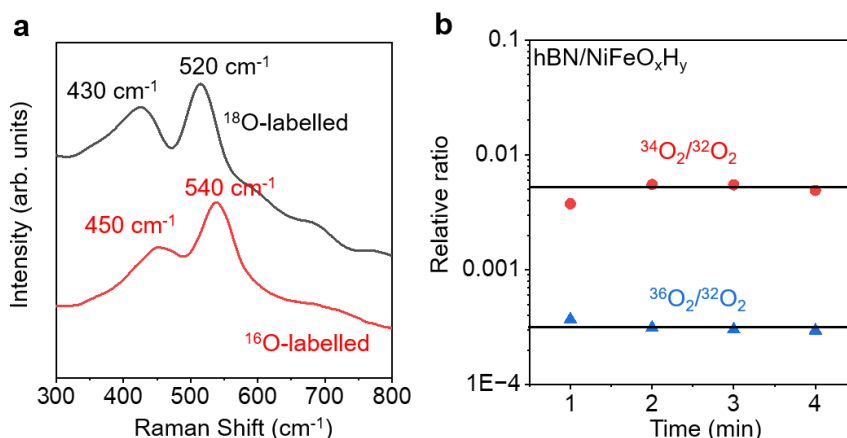 a
Intensity (arb. units)
430 cm⁻¹
520 cm⁻¹
¹⁸O-labelled
540 cm⁻¹
450 cm⁻¹
¹⁶O-labelled
300 400 500 600 700 800
Raman Shift (cm⁻¹)
b
Relative ratio
0.1
0.01
0.001
1E−4
hBN/NiFeOₓHᵧ
³⁴O₂/³²O₂
³⁶O₂/³²O₂
1 2 3 4
Time (min)